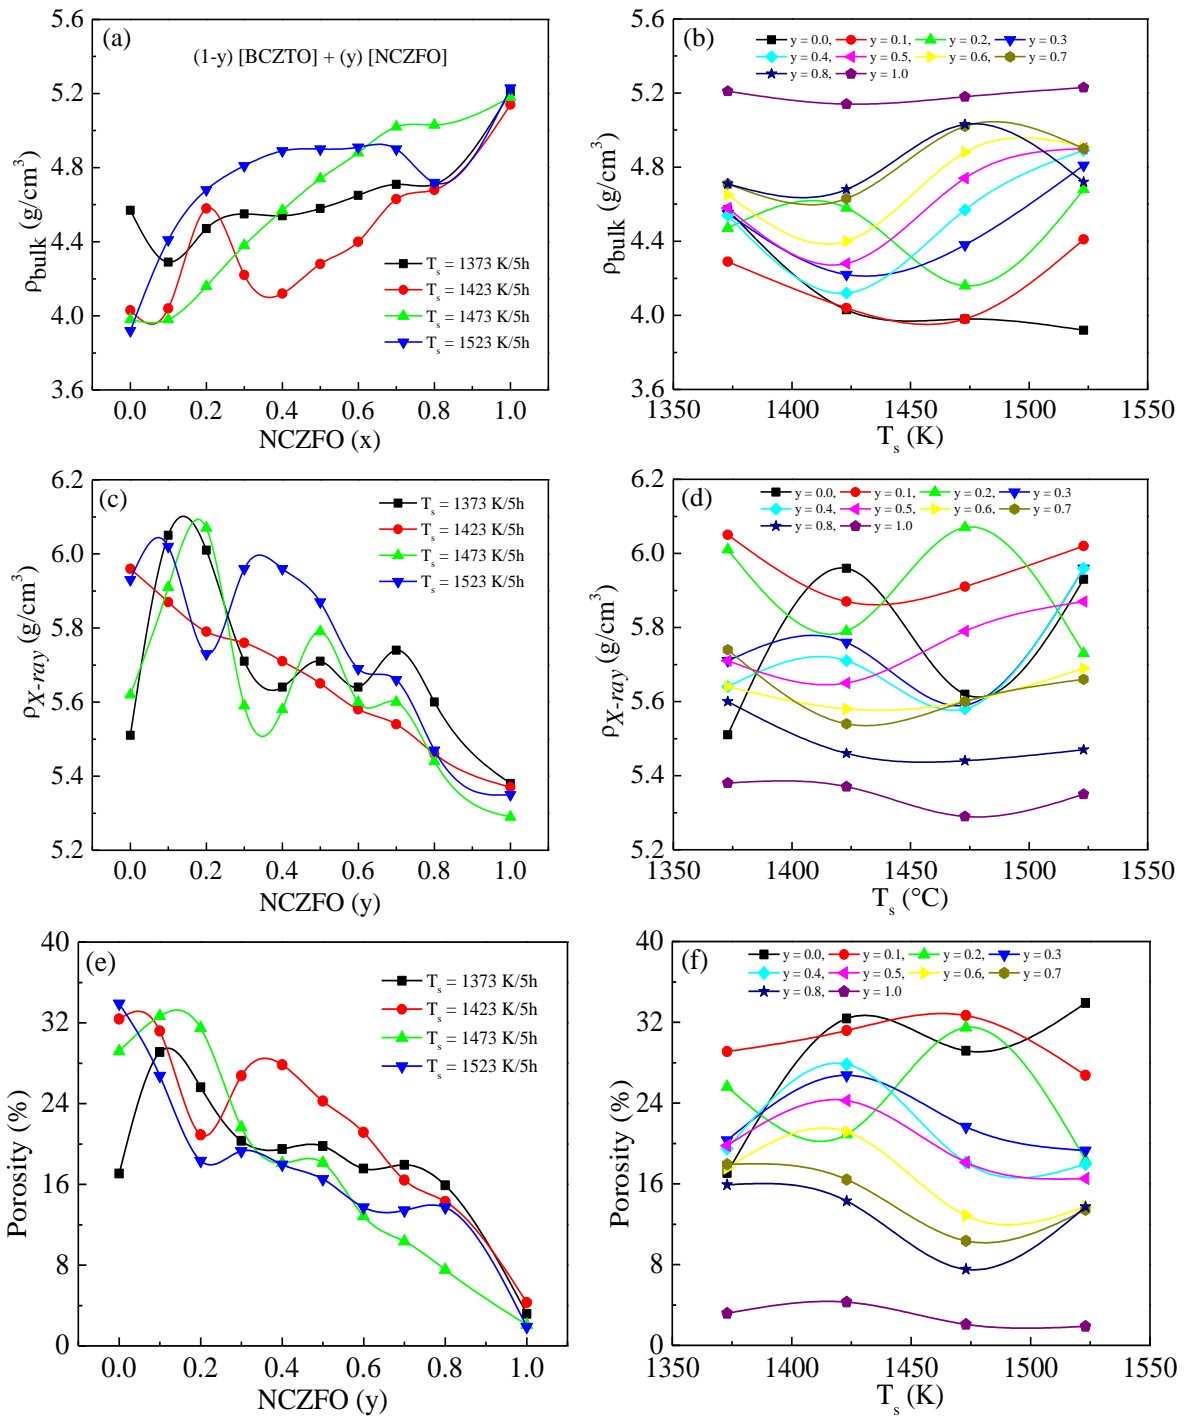 (a)
(1-y) [BCZTO] + (y) [NCZFO]
ρbulk (g/cm3)
5.6
5.2
4.8
4.4
4.0
3.6
Ts = 1373 K/5h
Ts = 1423 K/5h
Ts = 1473 K/5h
Ts = 1523 K/5h
0.0 0.2 0.4 0.6 0.8 1.0
NCZFO (x)
(b)
y = 0.0, y = 0.1, y = 0.2, y = 0.3
y = 0.4, y = 0.5, y = 0.6, y = 0.7
y = 0.8, y = 1.0
ρbulk (g/cm3)
5.6
5.2
4.8
4.4
4.0
3.6
1350 1400 1450 1500 1550
Ts (K)
(c)
Ts = 1373 K/5h
Ts = 1423 K/5h
Ts = 1473 K/5h
Ts = 1523 K/5h
ρX-ray (g/cm3)
6.2
6.0
5.8
5.6
5.4
5.2
0.0 0.2 0.4 0.6 0.8 1.0
NCZFO (y)
(d)
y = 0.0, y = 0.1, y = 0.2, y = 0.3
y = 0.4, y = 0.5, y = 0.6, y = 0.7
y = 0.8, y = 1.0
ρX-ray (g/cm3)
6.2
6.0
5.8
5.6
5.4
5.2
1350 1400 1450 1500 1550
Ts (°C)
(e)
Ts = 1373 K/5h
Ts = 1423 K/5h
Ts = 1473 K/5h
Ts = 1523 K/5h
Porosity (%)
40
32
24
16
8
0
0.0 0.2 0.4 0.6 0.8 1.0
NCZFO (y)
(f)
y = 0.0, y = 0.1, y = 0.2, y = 0.3
y = 0.4, y = 0.5, y = 0.6, y = 0.7
y = 0.8, y = 1.0
Porosity (%)
40
32
24
16
8
0
1350 1400 1450 1500 1550
Ts (K)